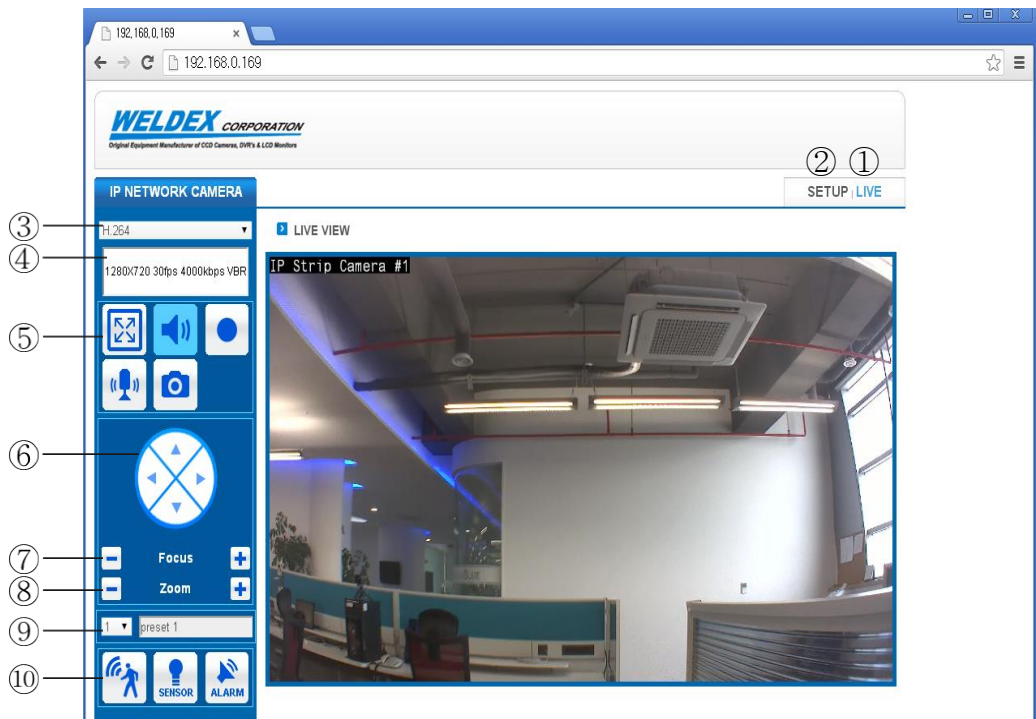 192.168.0.169
192.168.0.169
WELDEX CORPORATION
Original Equipment Manufacturer of CCD Cameras, DVR's & LCD Monitors
② ①
IP NETWORK CAMERA
SETUP | LIVE
③ H.264
LIVE VIEW
④ 1280X720 30fps 4000kbps VBR
IP Strip Camera #1
⑤
⑥
⑦ Focus
⑧ Zoom
⑨ 1 preset 1
⑩ SENSOR ALARM